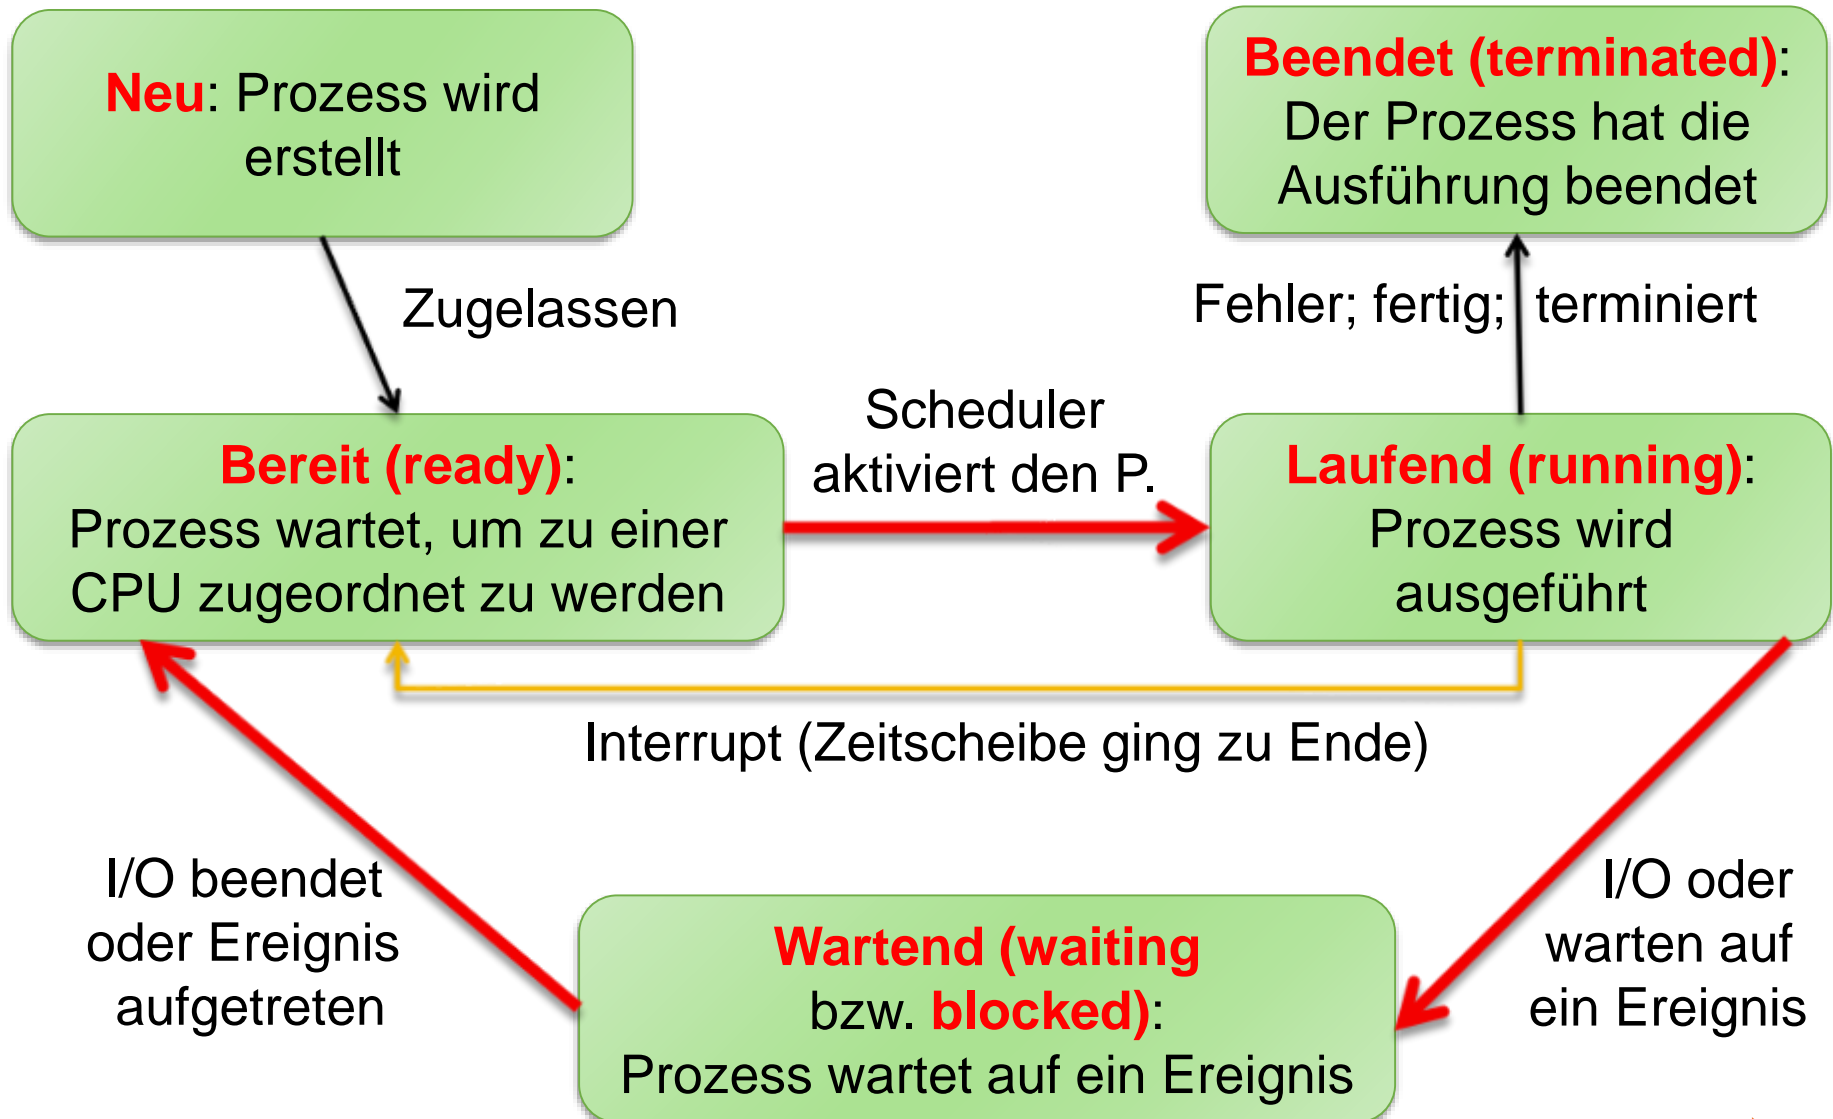 Neu: Prozess wird
erstellt
Beendet (terminated):
Der Prozess hat die
Ausführung beendet
Zugelassen
Fehler; fertig; terminiert
Scheduler
aktiviert den P.
Bereit (ready):
Prozess wartet, um zu einer
CPU zugeordnet zu werden
Laufend (running):
Prozess wird
ausgeführt
Interrupt (Zeitscheibe ging zu Ende)
I/O beendet
oder Ereignis
aufgetreten
Wartend (waiting
bzw. blocked):
Prozess wartet auf ein Ereignis
I/O oder
warten auf
ein Ereignis